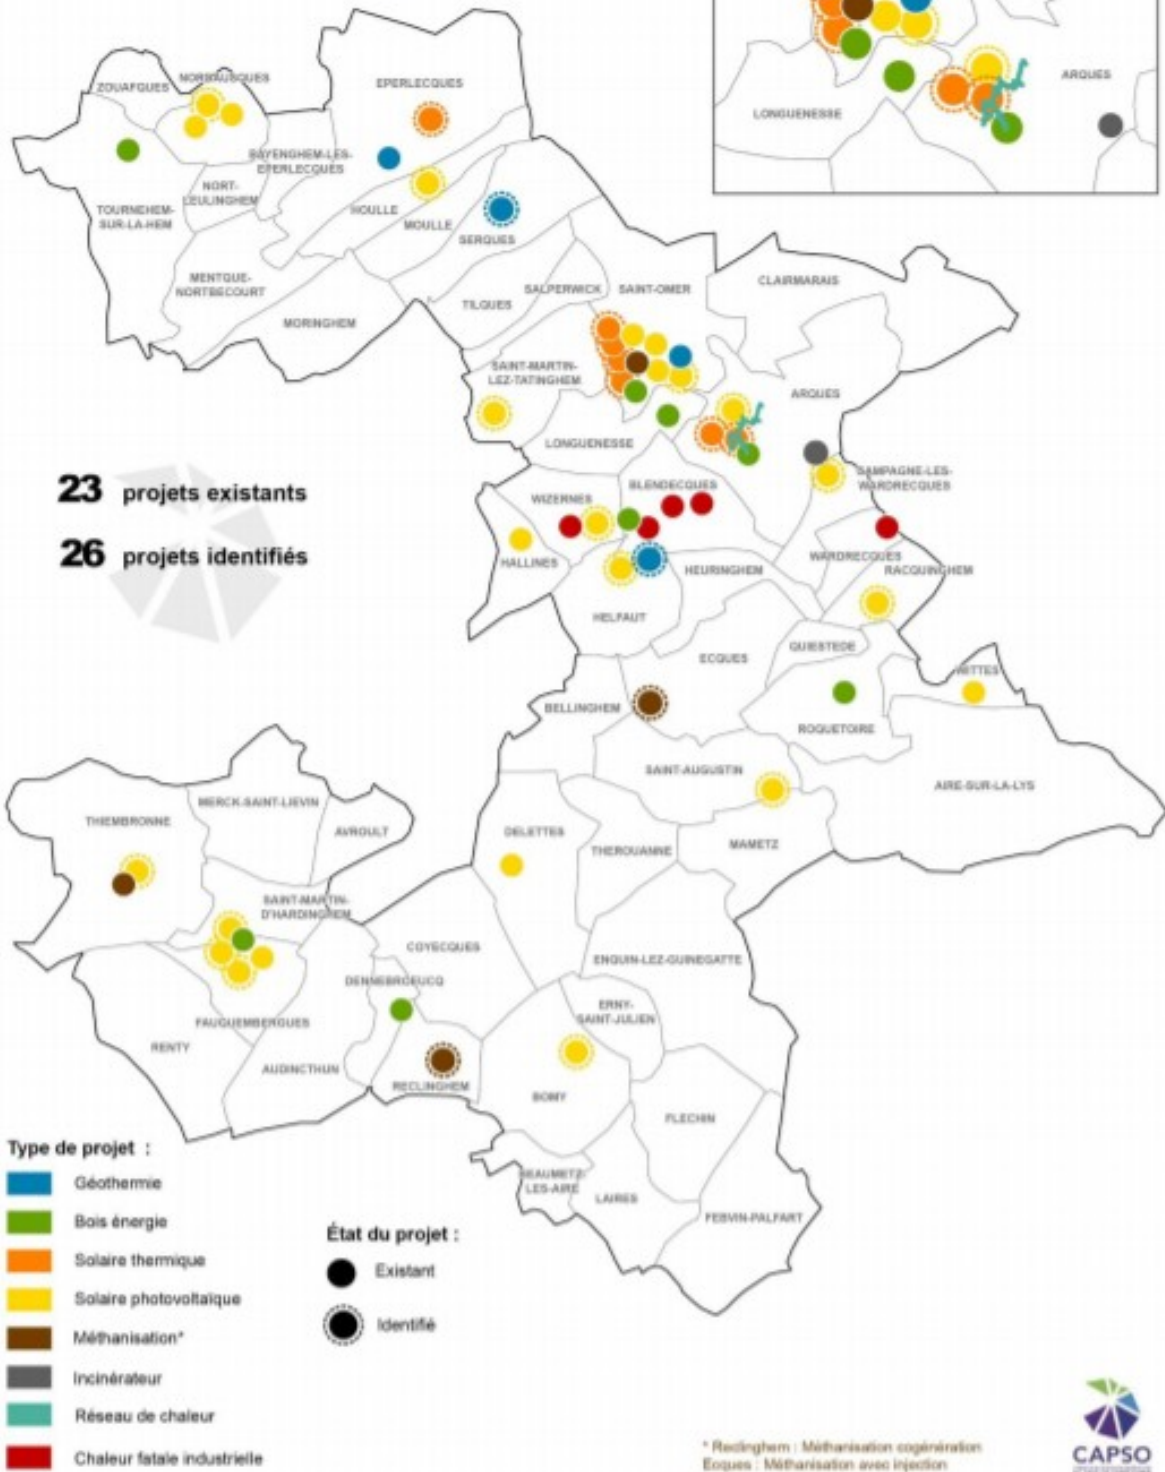 ARQUES
LONGUENESSE
EPERLECQUES
NORDAUSQUES
ZOUAFQUES
BAYENGHEM-LES-
EPERLECQUES
NORT-
LEULINGHEM
TOURNEHEM-
SUR-LA-HEM
HOULLE
MOULLE
SERQUES
MENTQUE-
NORTBECOURT
MORINGHEM
TILQUES
SALPERWICK
SAINT-OMER
CLAIRMARAIS
SAINT-MARTIN-
LEZ-TATINGHEM
ARQUES
LONGUENESSE
23 projets existants
26 projets identifiés
CAMPAGNE-LES-
WARDRECQUES
BLENDECQUES
WIZERNES
HALLINES
WARDRECQUES
RACQUINGHEM
HEURINGHEM
HELFAUT
ECQUES
QUIESTEDE
WITTES
BELLINGHEM
ROQUETOIRE
SAINT-AUGUSTIN
AIRE-SUR-LA-LYS
THIEMBRONNE
MERCK-SAINT-LIEVIN
AVROULT
DELETTES
THEROUANNE
MAMETZ
SAINT-MARTIN-
D'HARDINGHEM
COYECQUES
ENQUIN-LEZ-GUINEGATTE
DENNEBROEUCQ
ERNY-
SAINT-JULIEN
FAUQUEMBERGUES
RENTY
AUDINCTHUN
RECLINGHEM
BOMY
FLECHIN
BEAUMETZ-
LES-AIRE
LAIRES
FEBVIN-PALFART
Type de projet :
Géothermie
Bois énergie
Solaire thermique
Solaire photovoltaïque
Méthanisation*
Incinérateur
Réseau de chaleur
Chaleur fatale industrielle
État du projet :
Existant
Identifié
* Reclinghem : Méthanisation cogénération
Ecques : Méthanisation avec injection
CAPSO